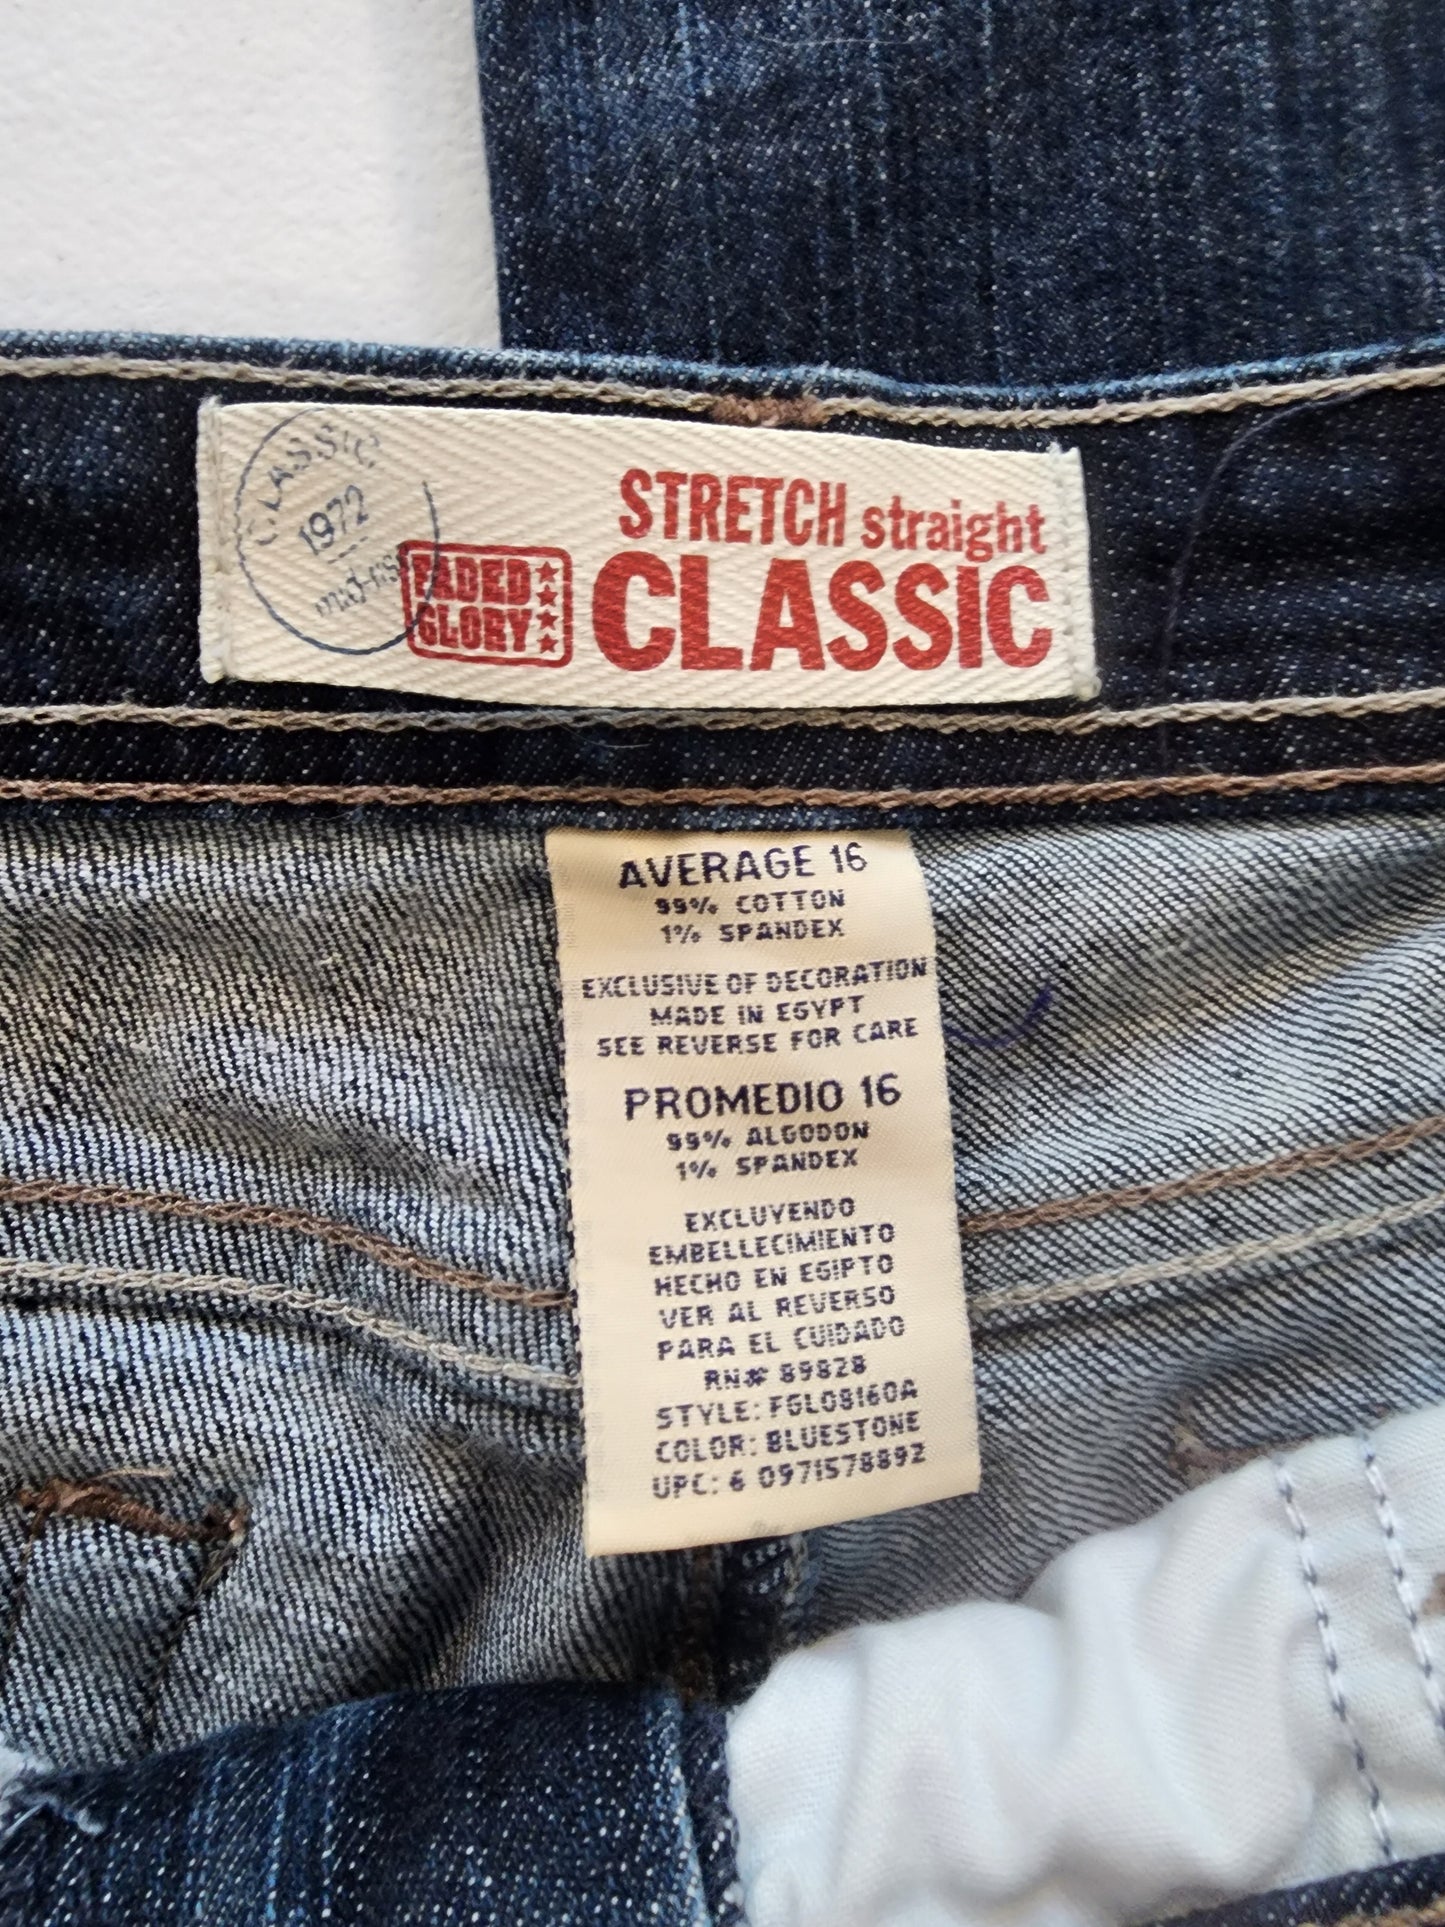 CLASSIC
1972
mid-rise
FADED
GLORY
STRETCH straight
CLASSIC
AVERAGE 16
99% COTTON
1% SPANDEX
EXCLUSIVE OF DECORATION
MADE IN EGYPT
SEE REVERSE FOR CARE
PROMEDIO 16
99% ALGODON
1% SPANDEX
EXCLUYENDO
EMBELLECIMIENTO
HECHO EN EGIPTO
VER AL REVERSO
PARA EL CUIDADO
RN# 89828
STYLE: FGL08160A
COLOR: BLUESTONE
UPC: 6 0971578892